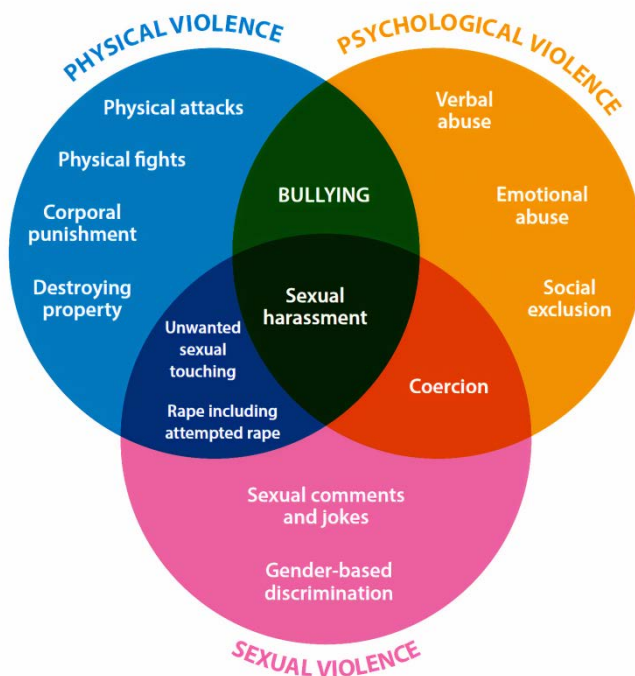 PHYSICAL VIOLENCE
PSYCHOLOGICAL VIOLENCE
Physical attacks
Physical fights
Corporal
punishment
Destroying
property
BULLYING
Verbal
abuse
Emotional
abuse
Social
exclusion
Sexual
harassment
Unwanted
sexual
touching
Rape including
attempted rape
Coercion
Sexual comments
and jokes
Gender-based
discrimination
SEXUAL VIOLENCE